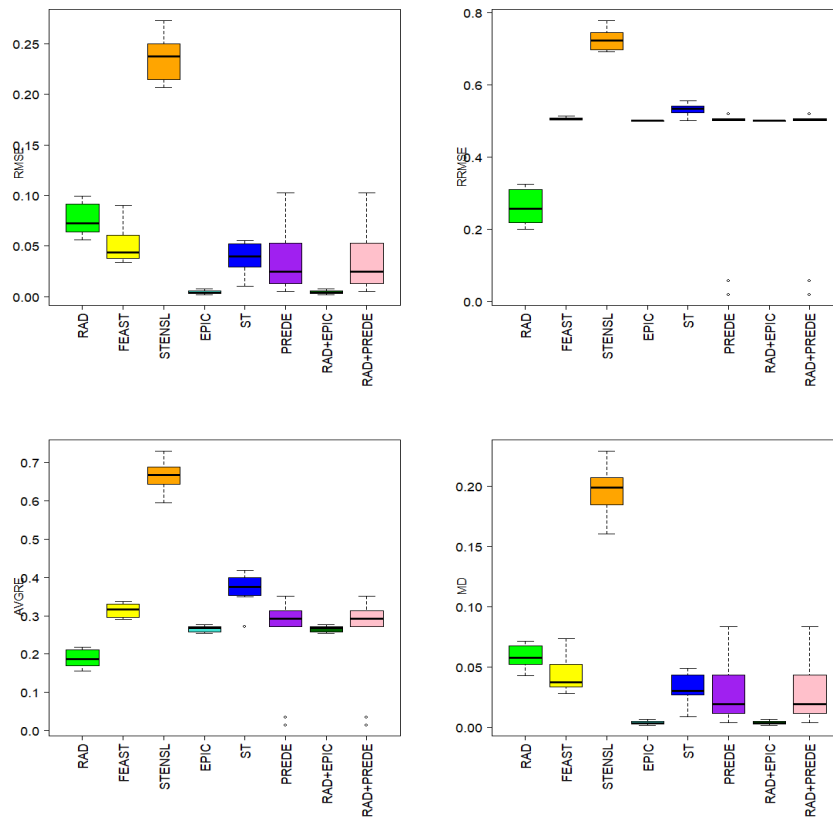 RMSE
0.00
0.05
0.10
0.15
0.20
0.25
RAD
FEAST
STENSL
EPIC
ST
PREDE
RAD+EPIC
RAD+PREDE
RRMSE
0.0
0.2
0.4
0.6
0.8
RAD
FEAST
STENSL
EPIC
ST
PREDE
RAD+EPIC
RAD+PREDE
AVGRE
0.0
0.1
0.2
0.3
0.4
0.5
0.6
0.7
RAD
FEAST
STENSL
EPIC
ST
PREDE
RAD+EPIC
RAD+PREDE
MD
0.00
0.05
0.10
0.15
0.20
RAD
FEAST
STENSL
EPIC
ST
PREDE
RAD+EPIC
RAD+PREDE